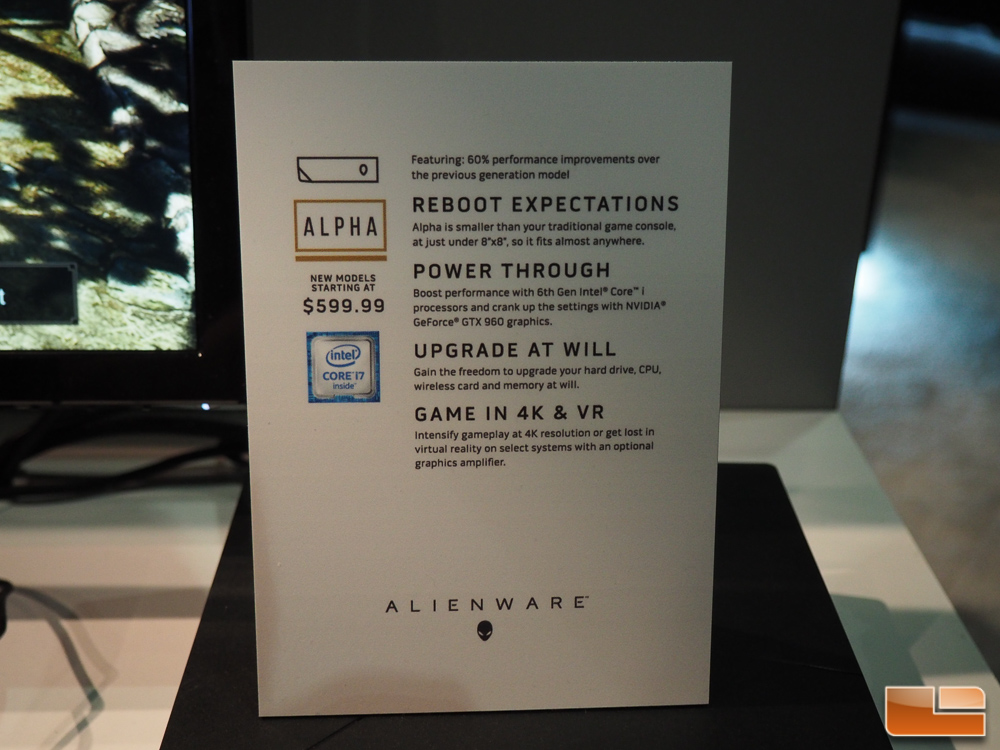 Featuring: 60% performance improvements over
the previous generation model
ALPHA
NEW MODELS
STARTING AT
$599.99
intel®
CORE™ i7
inside™
REBOOT EXPECTATIONS
Alpha is smaller than your traditional game console,
at just under 8"x8", so it fits almost anywhere.
POWER THROUGH
Boost performance with 6th Gen Intel® Core™ i
processors and crank up the settings with NVIDIA®
GeForce® GTX 960 graphics.
UPGRADE AT WILL
Gain the freedom to upgrade your hard drive, CPU,
wireless card and memory at will.
GAME IN 4K & VR
Intensify gameplay at 4K resolution or get lost in
virtual reality on select systems with an optional
graphics amplifier.
ALIENWARE™